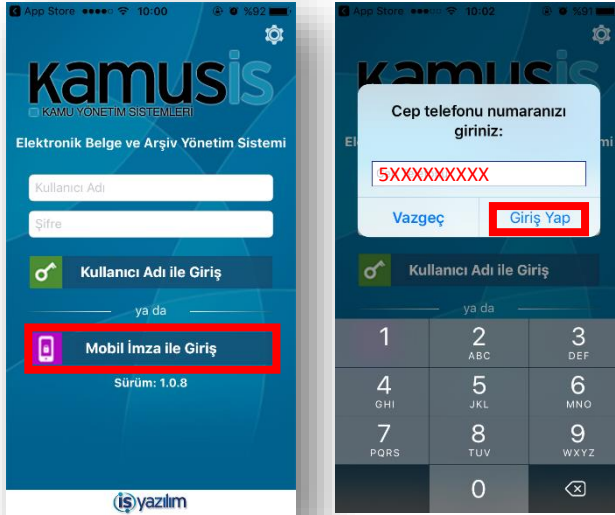 App Store 10:00 %92
kamusis
KAMU YÖNETİM SİSTEMLERİ
Elektronik Belge ve Arşiv Yönetim Sistemi
Kullanıcı Adı
Şifre
Kullanıcı Adı ile Giriş
ya da
Mobil İmza ile Giriş
Sürüm: 1.0.8
işyazılım
App Store 10:02 %91
kamusis
Cep telefonu numaranızı
giriniz:
5XXXXXXXXX
Vazgeç Giriş Yap
Kullanıcı Adı ile Giriş
ya da
1 2 3
ABC DEF
4 5 6
GHI JKL MNO
7 8 9
PQRS TUV WXYZ
0